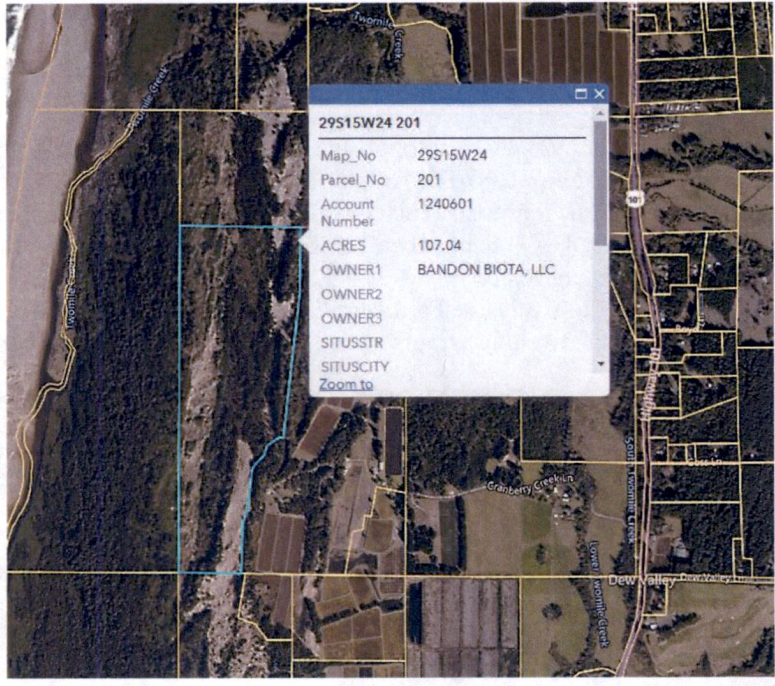 Twomile Creek
29S15W24 201
Map_No 29S15W24
Parcel_No 201
Account Number 1240601
ACRES 107.04
OWNER1 BANDON BIOTA, LLC
OWNER2
OWNER3
SITUSSTR
SITUSCITY
Zoom to
Twomile Creek
101
Cranberry Creek Ln
South Twomile Creek
Lower Twomile Creek
Dew Valley
Dew Valley Ln